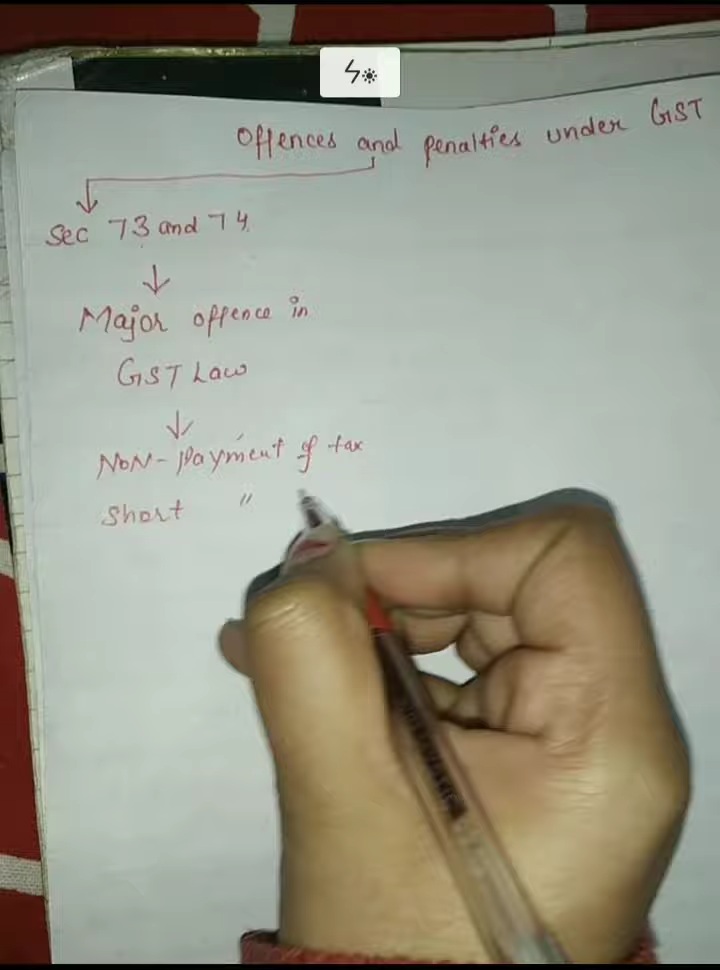 Offences and penalties under GST
Sec 73 and 74
Major offence in
GST Law
Non-Payment of tax
Short "